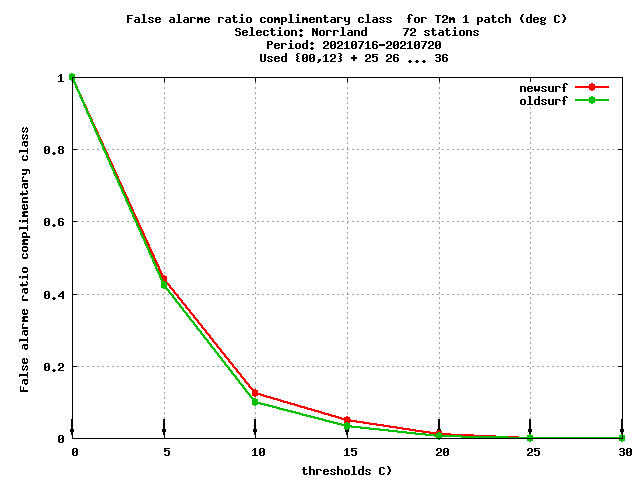 False alarme ratio complimentary class  for T2m 1 patch (deg C)
Selection: Norrland     72 stations
Period: 20210716-20210720
Used {00,12} + 25 26 ... 36
newsurf
oldsurf
False alarme ratio complimentary class
1
0.8
0.6
0.4
0.2
0
0 5 10 15 20 25 30
thresholds C)